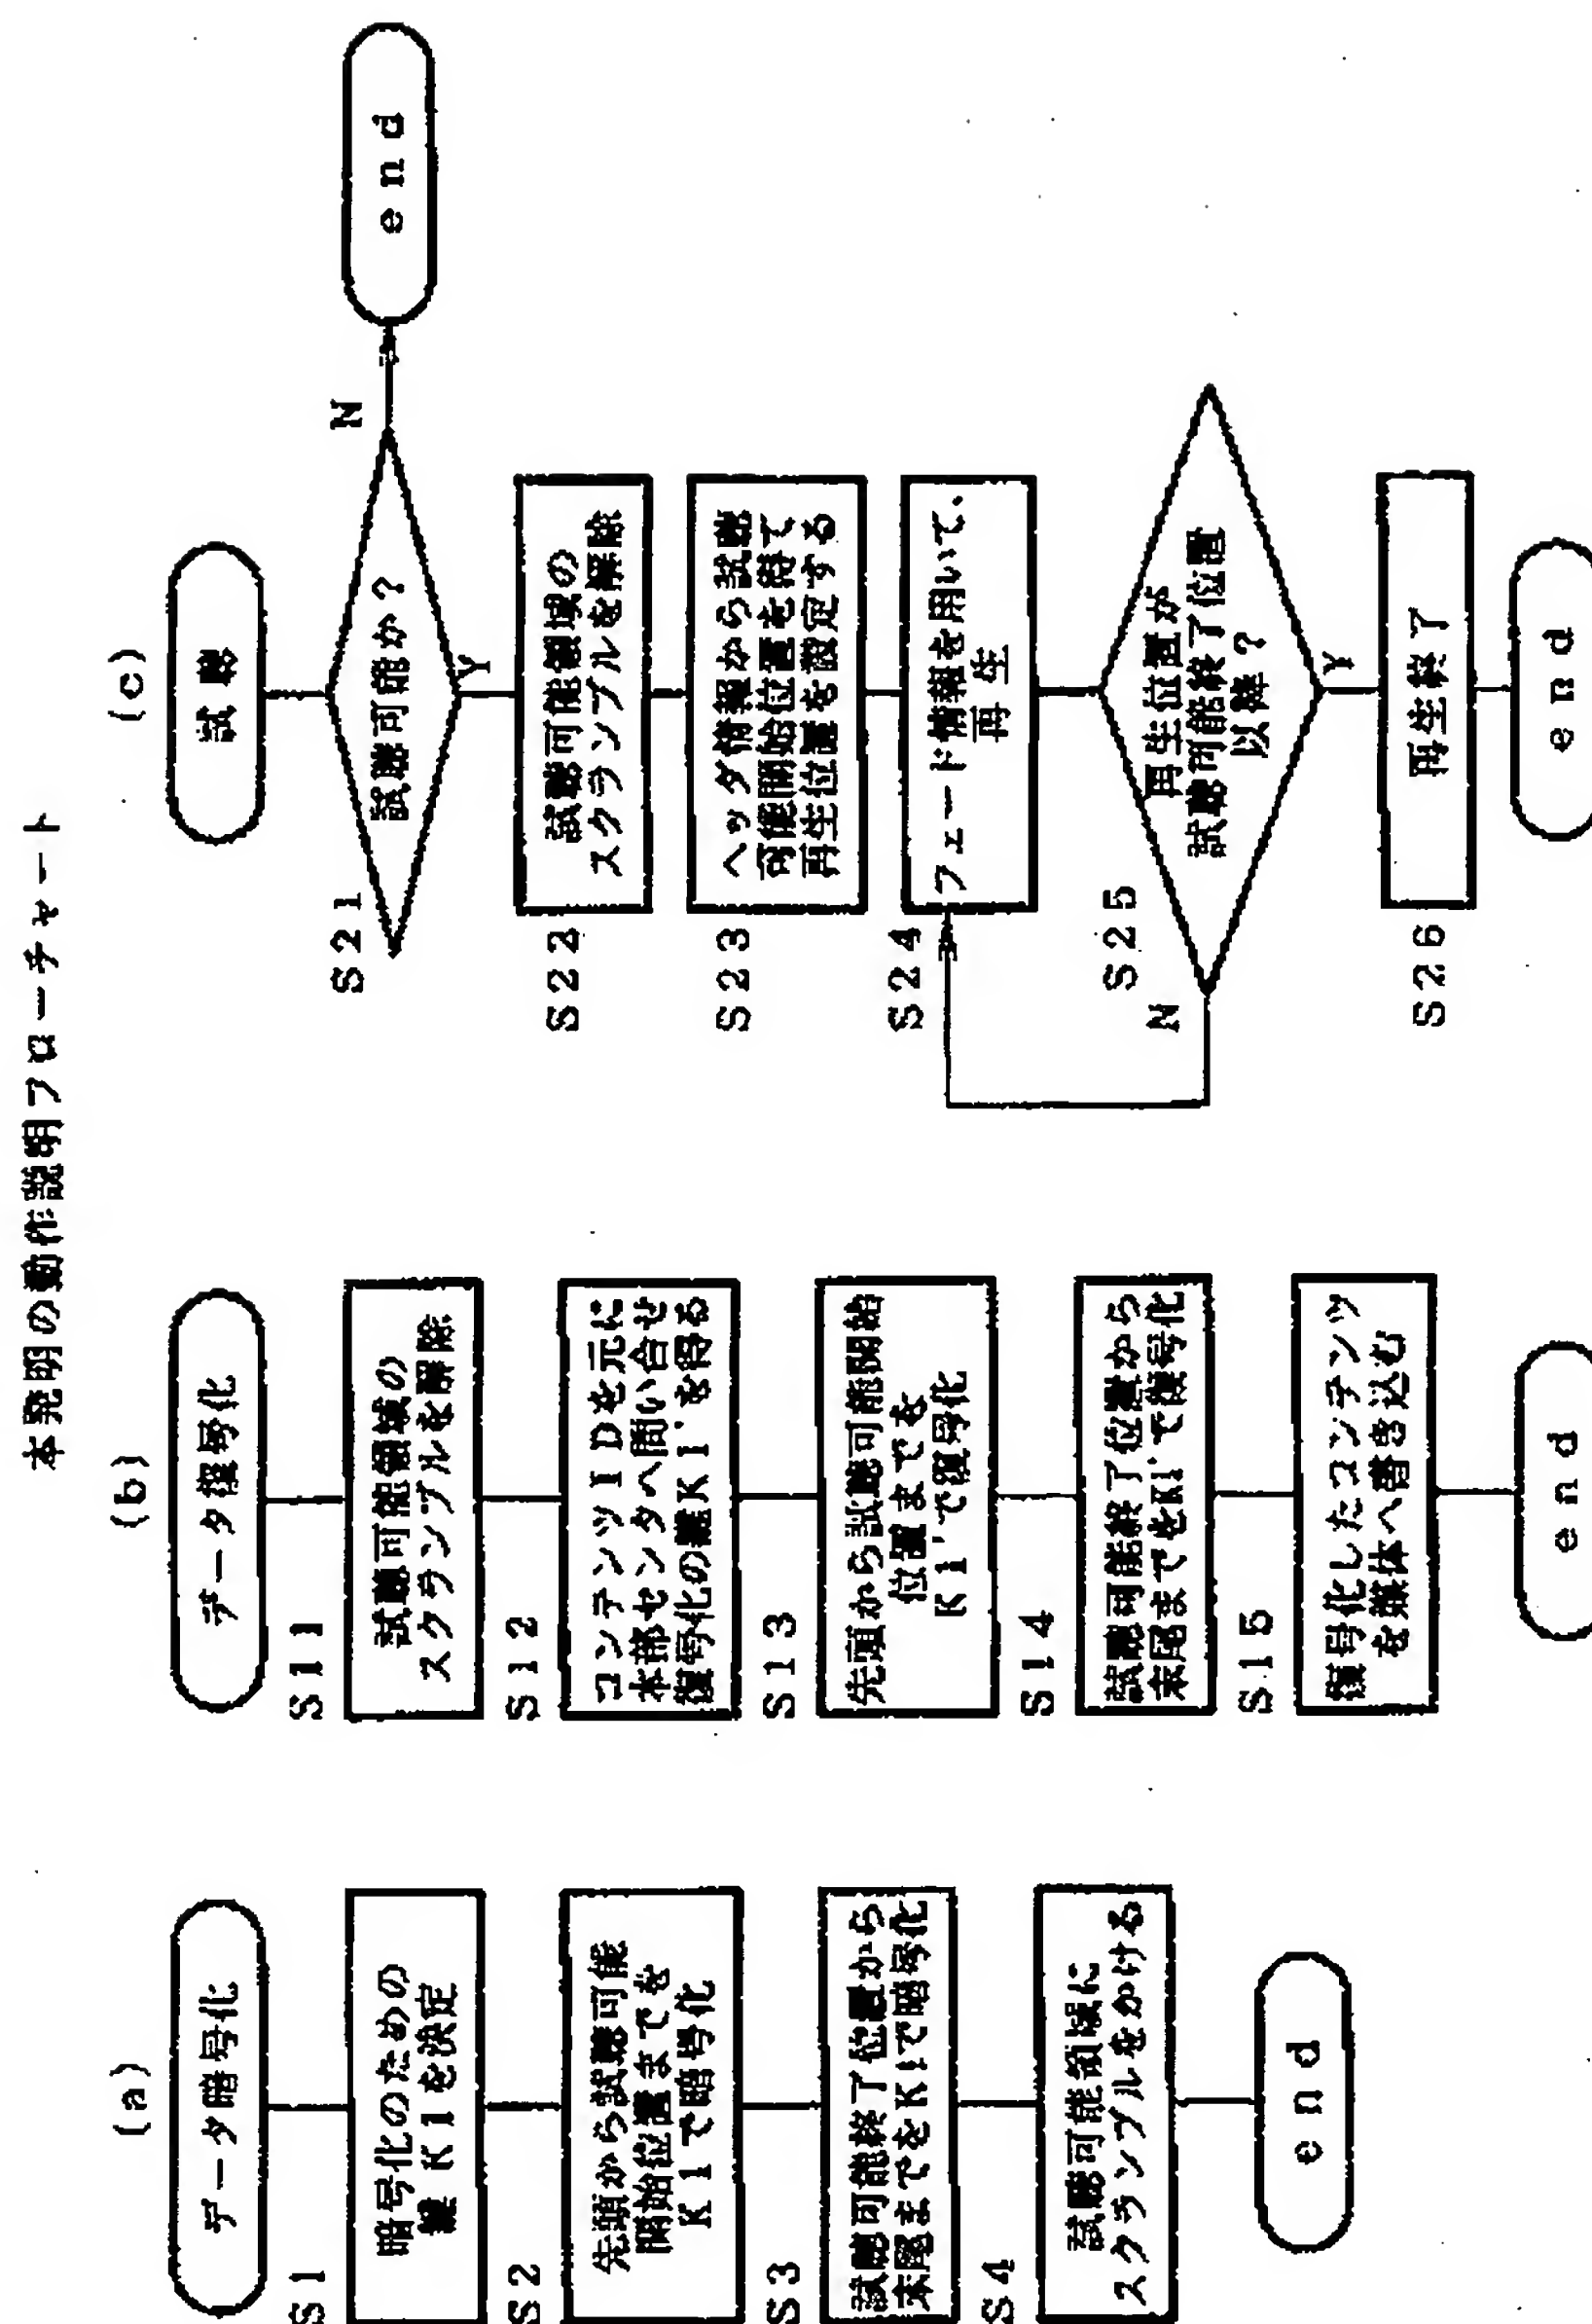 本発明の動作説明フローチャート
(a)
データ暗号化
S1
暗号化のための
鍵K1を決定
S2
先頭から試聴可能
開始位置までを
K1で暗号化
S3
試聴可能終了位置から
末尾までをK1で暗号化
S4
試聴可能領域に
スクランブルをかける
end
(b)
データ復号化
S11
試聴可能領域の
スクランブルを解除
S12
コンテンツIDを元に
本部センタへ問い合せ
復号化の鍵K1'を得る
S13
先頭から試聴可能開始
位置までを
K1'で復号化
S14
試聴可能終了位置から
末尾までをK1'で復号化
S15
復号化したコンテンツ
を媒体へ書き込む
end
(c)
試聴
S21
試聴可能か?
N
end
Y
S22
試聴可能領域の
スクランブルを解除
S23
ヘッダ情報から試聴
可能開始位置を得て
再生位置を設定する
S24
フェード情報を用いて、
再生
S25
再生位置が
試聴可能終了位置
以降?
N
Y
S26
再生終了
end